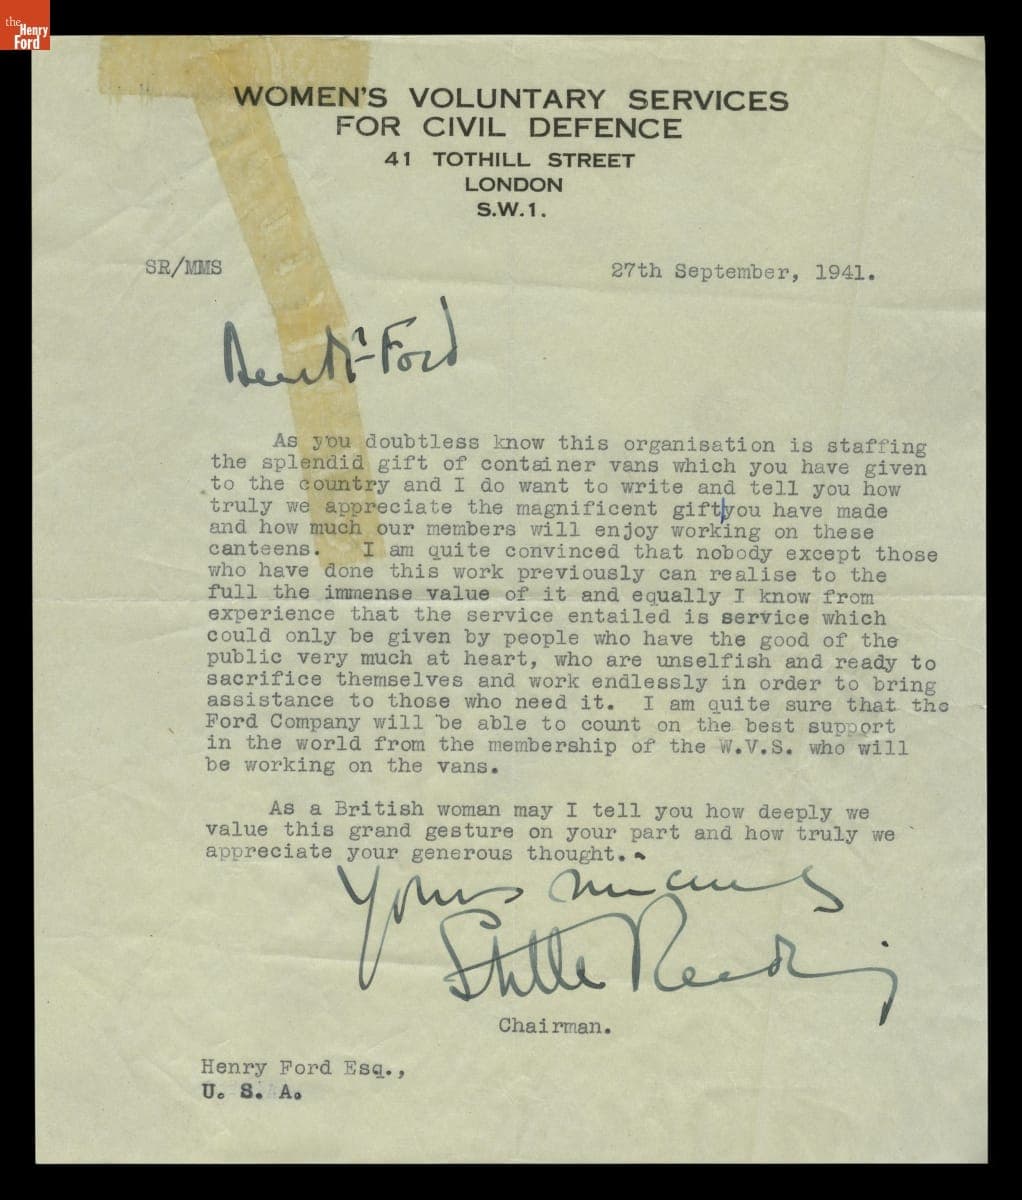 the
Henry
Ford
WOMEN'S VOLUNTARY SERVICES
FOR CIVIL DEFENCE
41 TOTHILL STREET
LONDON
S.W.1.
SR/MMS
27th September, 1941.
Dear Mr Ford
As you doubtless know this organisation is staffing
the splendid gift of container vans which you have given
to the country and I do want to write and tell you how
truly we appreciate the magnificent gift you have made
and how much our members will enjoy working on these
canteens. I am quite convinced that nobody except those
who have done this work previously can realise to the
full the immense value of it and equally I know from
experience that the service entailed is service which
could only be given by people who have the good of the
public very much at heart, who are unselfish and ready to
sacrifice themselves and work endlessly in order to bring
assistance to those who need it. I am quite sure that the
Ford Company will be able to count on the best support
in the world from the membership of the W.V.S. who will
be working on the vans.
As a British woman may I tell you how deeply we
value this grand gesture on your part and how truly we
appreciate your generous thought.
Yours sincerely
Stella Reading
Chairman.
Henry Ford Esq.,
U. S. A.